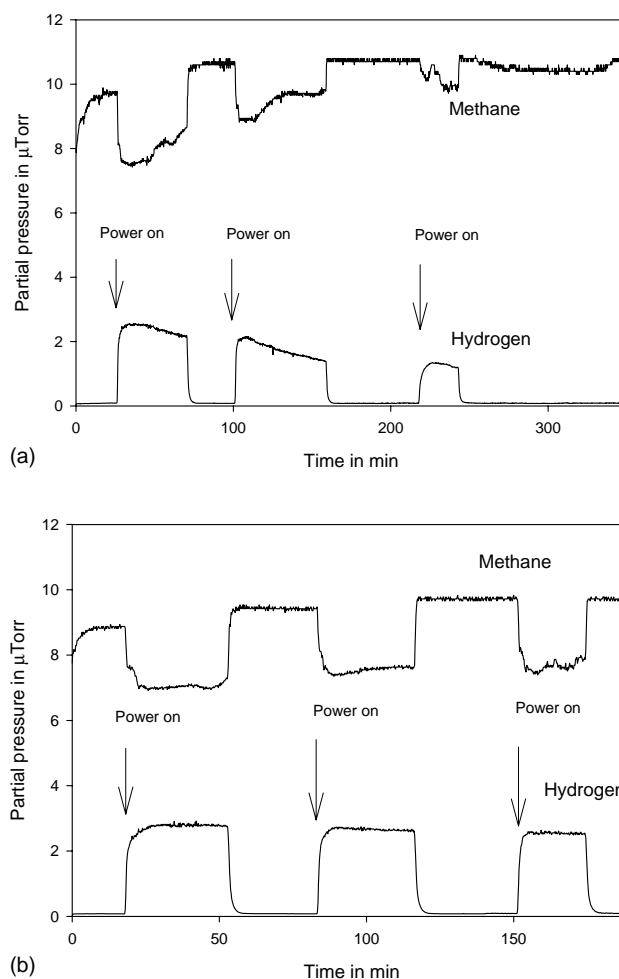 12
10
8
6
4
2
0
Partial pressure in μTorr
Methane
Power on
Power on
Power on
Hydrogen
0
100
200
300
(a)
Time in min
12
10
8
6
4
2
0
Partial pressure in μTorr
Methane
Power on
Power on
Power on
Hydrogen
0
50
100
150
(b)
Time in min